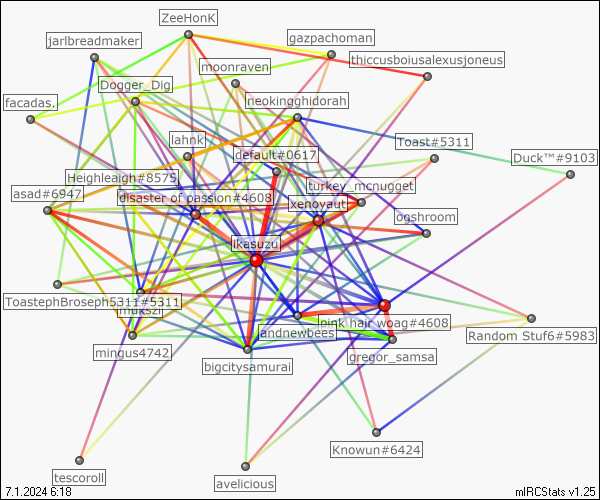 ZeeHonK
gazpachoman
jarlbreadmaker
thiccusboiusalexusjoneus
moonraven
Dogger_Dig
neokingghidorah
facadas.
lahnk
Toast#5311
default#0617
Duck™#9103
Heighleaigh#8575
turkey_mcnugget
asad#6947
disaster of passion#4608
xenovaut
logshroom
ikasuzu
ToastephBroseph5311#5311
pink hair woag#4608
andnewbees
Random Stuf6#5983
mingus4742
gregor_samsa
bigcitysamurai
Knowun#6424
tescoroll
avelicious
7.1.2024 6:18
mIRCStats v1.25